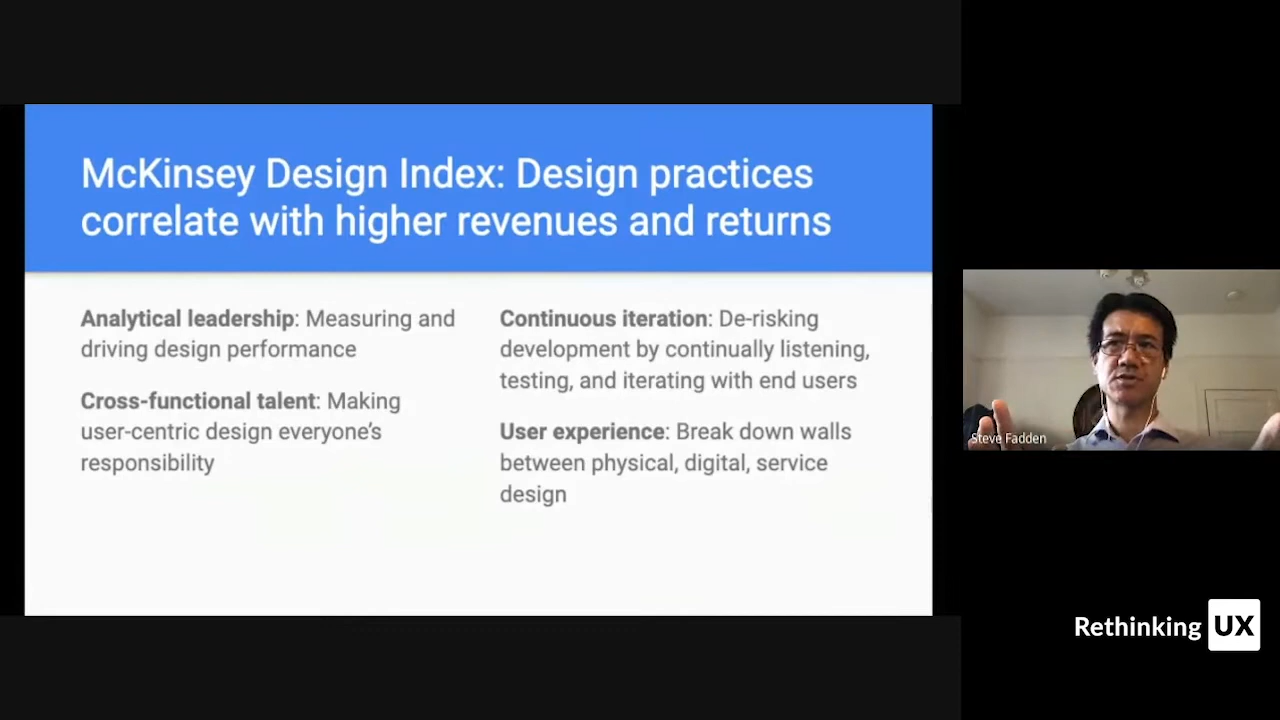 McKinsey Design Index: Design practices
correlate with higher revenues and returns
Analytical leadership: Measuring and
driving design performance
Cross-functional talent: Making
user-centric design everyone’s
responsibility
Continuous iteration: De-risking
development by continually listening,
testing, and iterating with end users
User experience: Break down walls
between physical, digital, service
design
Steve Fadden
Rethinking UX